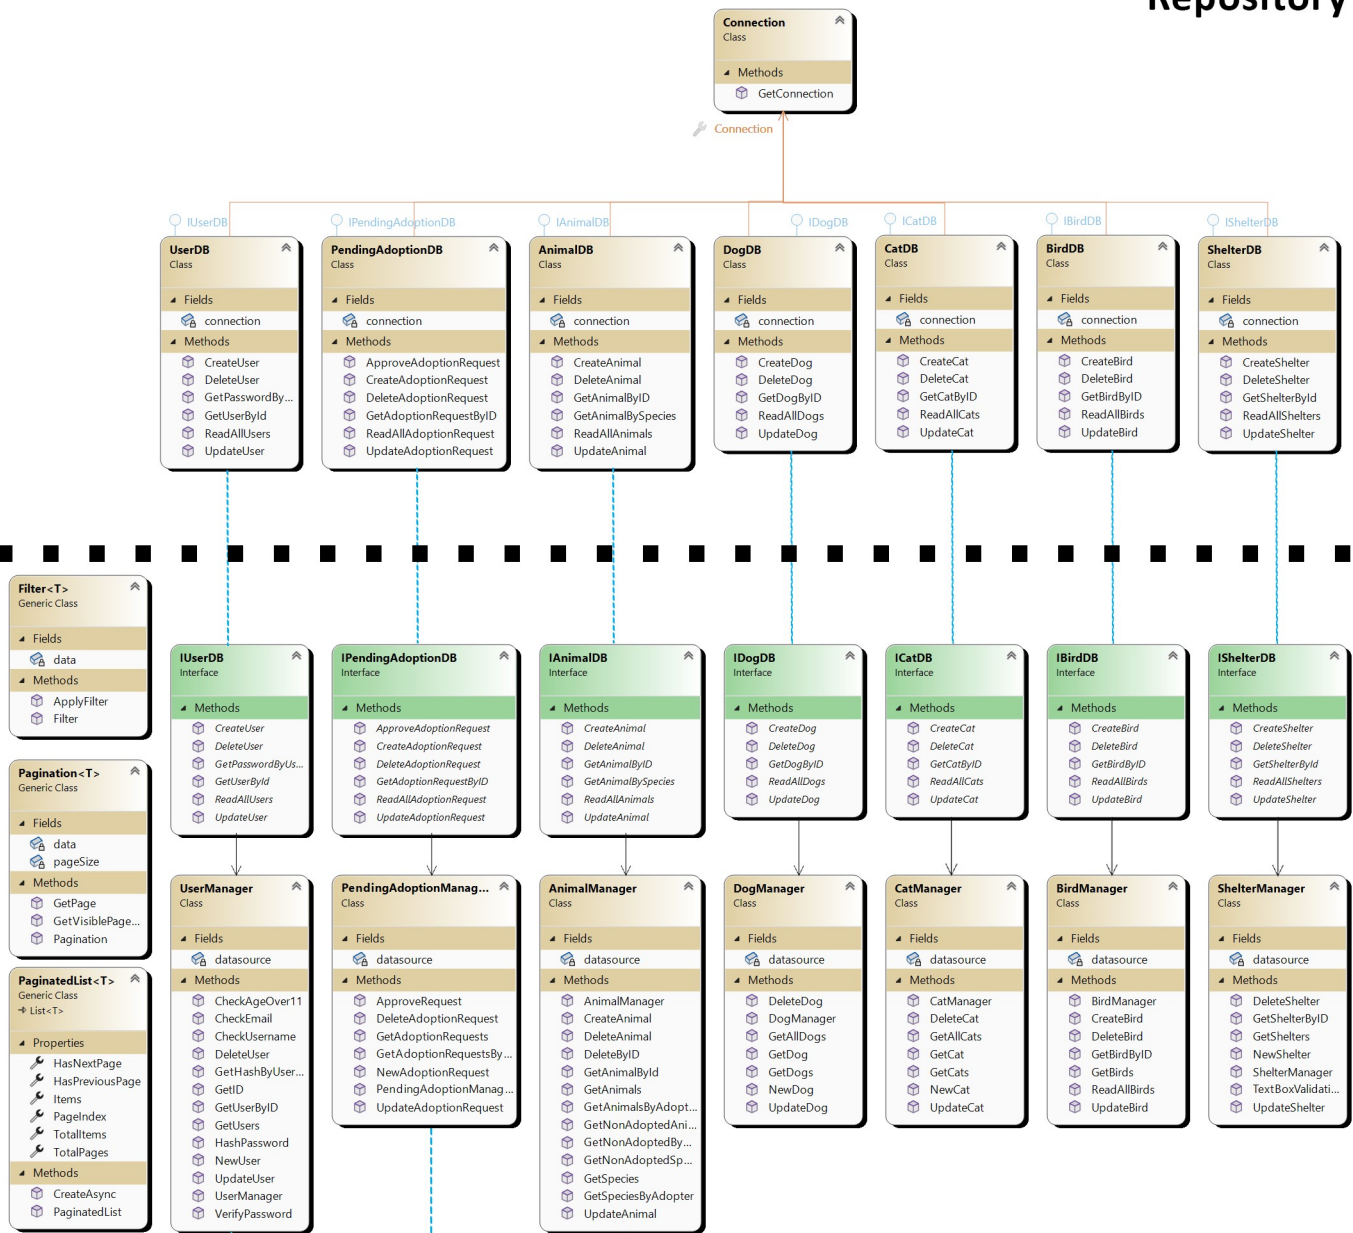 Repository
Connection
Class
Methods
GetConnection
Connection
IUserDB
IPendingAdoptionDB
IAnimalDB
IDogDB
ICatDB
IBirdDB
IShelterDB
UserDB
Class
Fields
connection
Methods
CreateUser
DeleteUser
GetPasswordBy...
GetUserById
ReadAllUsers
UpdateUser
PendingAdoptionDB
Class
Fields
connection
Methods
ApproveAdoptionRequest
CreateAdoptionRequest
DeleteAdoptionRequest
GetAdoptionRequestByID
ReadAllAdoptionRequest
UpdateAdoptionRequest
AnimalDB
Class
Fields
connection
Methods
CreateAnimal
DeleteAnimal
GetAnimalByID
GetAnimalBySpecies
ReadAllAnimals
UpdateAnimal
DogDB
Class
Fields
connection
Methods
CreateDog
DeleteDog
GetDogByID
ReadAllDogs
UpdateDog
CatDB
Class
Fields
connection
Methods
CreateCat
DeleteCat
GetCatByID
ReadAllCats
UpdateCat
BirdDB
Class
Fields
connection
Methods
CreateBird
DeleteBird
GetBirdByID
ReadAllBirds
UpdateBird
ShelterDB
Class
Fields
connection
Methods
CreateShelter
DeleteShelter
GetShelterById
ReadAllShelters
UpdateShelter
Filter<T>
Generic Class
Fields
data
Methods
ApplyFilter
Filter
Pagination<T>
Generic Class
Fields
data
pageSize
Methods
GetPage
GetVisiblePage...
Pagination
PaginatedList<T>
Generic Class
List<T>
Properties
HasNextPage
HasPreviousPage
Items
PageIndex
TotalItems
TotalPages
Methods
CreateAsync
PaginatedList
IUserDB
Interface
Methods
CreateUser
DeleteUser
GetPasswordByUs...
GetUserById
ReadAllUsers
UpdateUser
IPendingAdoptionDB
Interface
Methods
ApproveAdoptionRequest
CreateAdoptionRequest
DeleteAdoptionRequest
GetAdoptionRequestByID
ReadAllAdoptionRequest
UpdateAdoptionRequest
IAnimalDB
Interface
Methods
CreateAnimal
DeleteAnimal
GetAnimalByID
GetAnimalBySpecies
ReadAllAnimals
UpdateAnimal
IDogDB
Interface
Methods
CreateDog
DeleteDog
GetDogByID
ReadAllDogs
UpdateDog
ICatDB
Interface
Methods
CreateCat
DeleteCat
GetCatByID
ReadAllCats
UpdateCat
IBirdDB
Interface
Methods
CreateBird
DeleteBird
GetBirdByID
ReadAllBirds
UpdateBird
IShelterDB
Interface
Methods
CreateShelter
DeleteShelter
GetShelterById
ReadAllShelters
UpdateShelter
UserManager
Class
Fields
datasource
Methods
CheckAgeOver11
CheckEmail
CheckUsername
DeleteUser
GetHashByUser...
GetID
GetUserByID
GetUsers
HashPassword
NewUser
UpdateUser
UserManager
VerifyPassword
PendingAdoptionManag...
Class
Fields
datasource
Methods
ApproveRequest
DeleteAdoptionRequest
GetAdoptionRequests
GetAdoptionRequestsBy...
NewAdoptionRequest
PendingAdoptionManag...
UpdateAdoptionRequest
AnimalManager
Class
Fields
datasource
Methods
AnimalManager
CreateAnimal
DeleteAnimal
DeleteByID
GetAnimalById
GetAnimals
GetAnimalsByAdopt...
GetNonAdoptedAni...
GetNonAdoptedBy...
GetNonAdoptedSp...
GetSpecies
GetSpeciesByAdopter
UpdateAnimal
DogManager
Class
Fields
datasource
Methods
DeleteDog
DogManager
GetAllDogs
GetDog
GetDogs
NewDog
UpdateDog
CatManager
Class
Fields
datasource
Methods
CatManager
DeleteCat
GetAllCats
GetCat
GetCats
NewCat
UpdateCat
BirdManager
Class
Fields
datasource
Methods
BirdManager
CreateBird
DeleteBird
GetBirdByID
GetBirds
ReadAllBirds
UpdateBird
ShelterManager
Class
Fields
datasource
Methods
DeleteShelter
GetShelterByID
GetShelters
NewShelter
ShelterManager
TextBoxValidati...
UpdateShelter